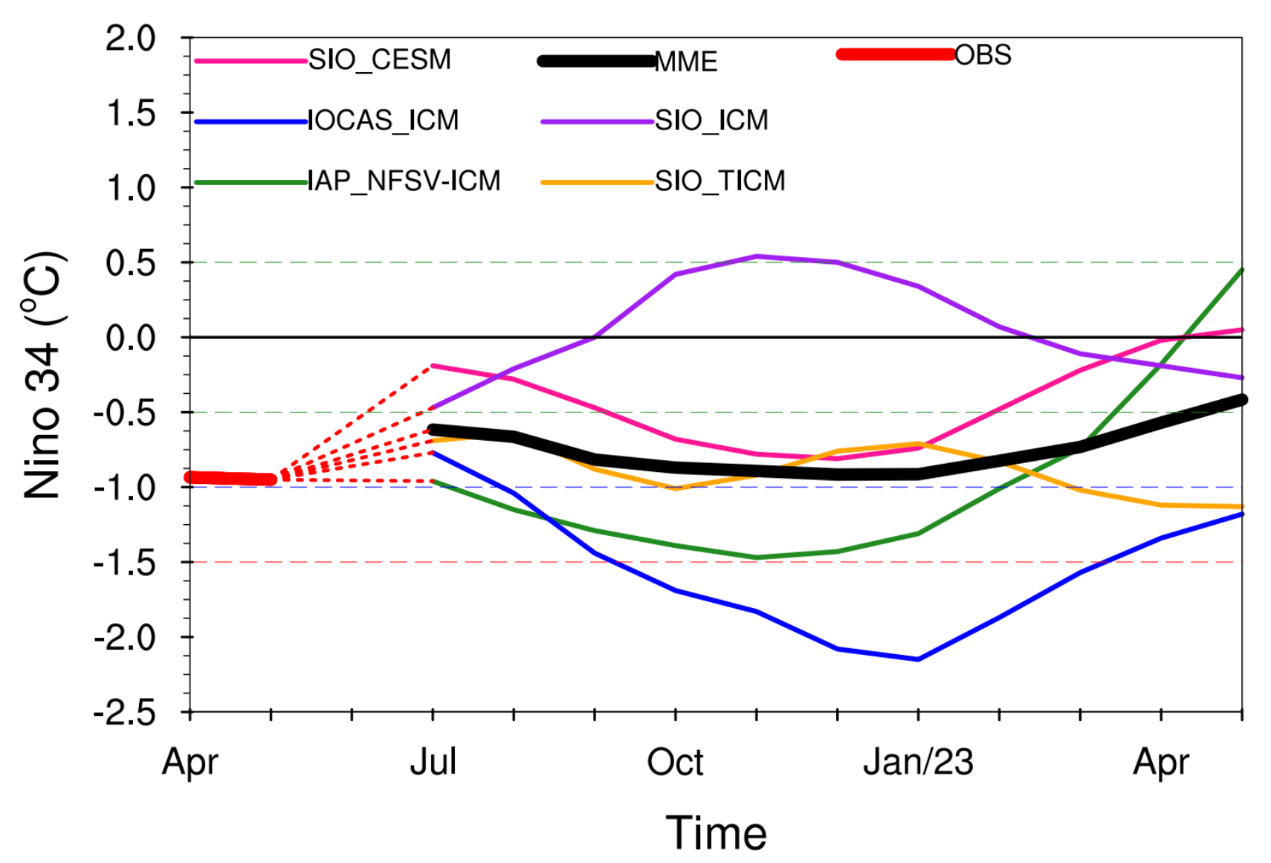 2.0
SIO_CESM
MME
OBS
1.5
IOCAS_ICM
SIO_ICM
1.0
IAP_NFSV-ICM
SIO_TICM
0.5
0.0
-0.5
-1.0
-1.5
-2.0
-2.5
Nino 34 (°C)
Apr Jul Oct Jan/23 Apr
Time